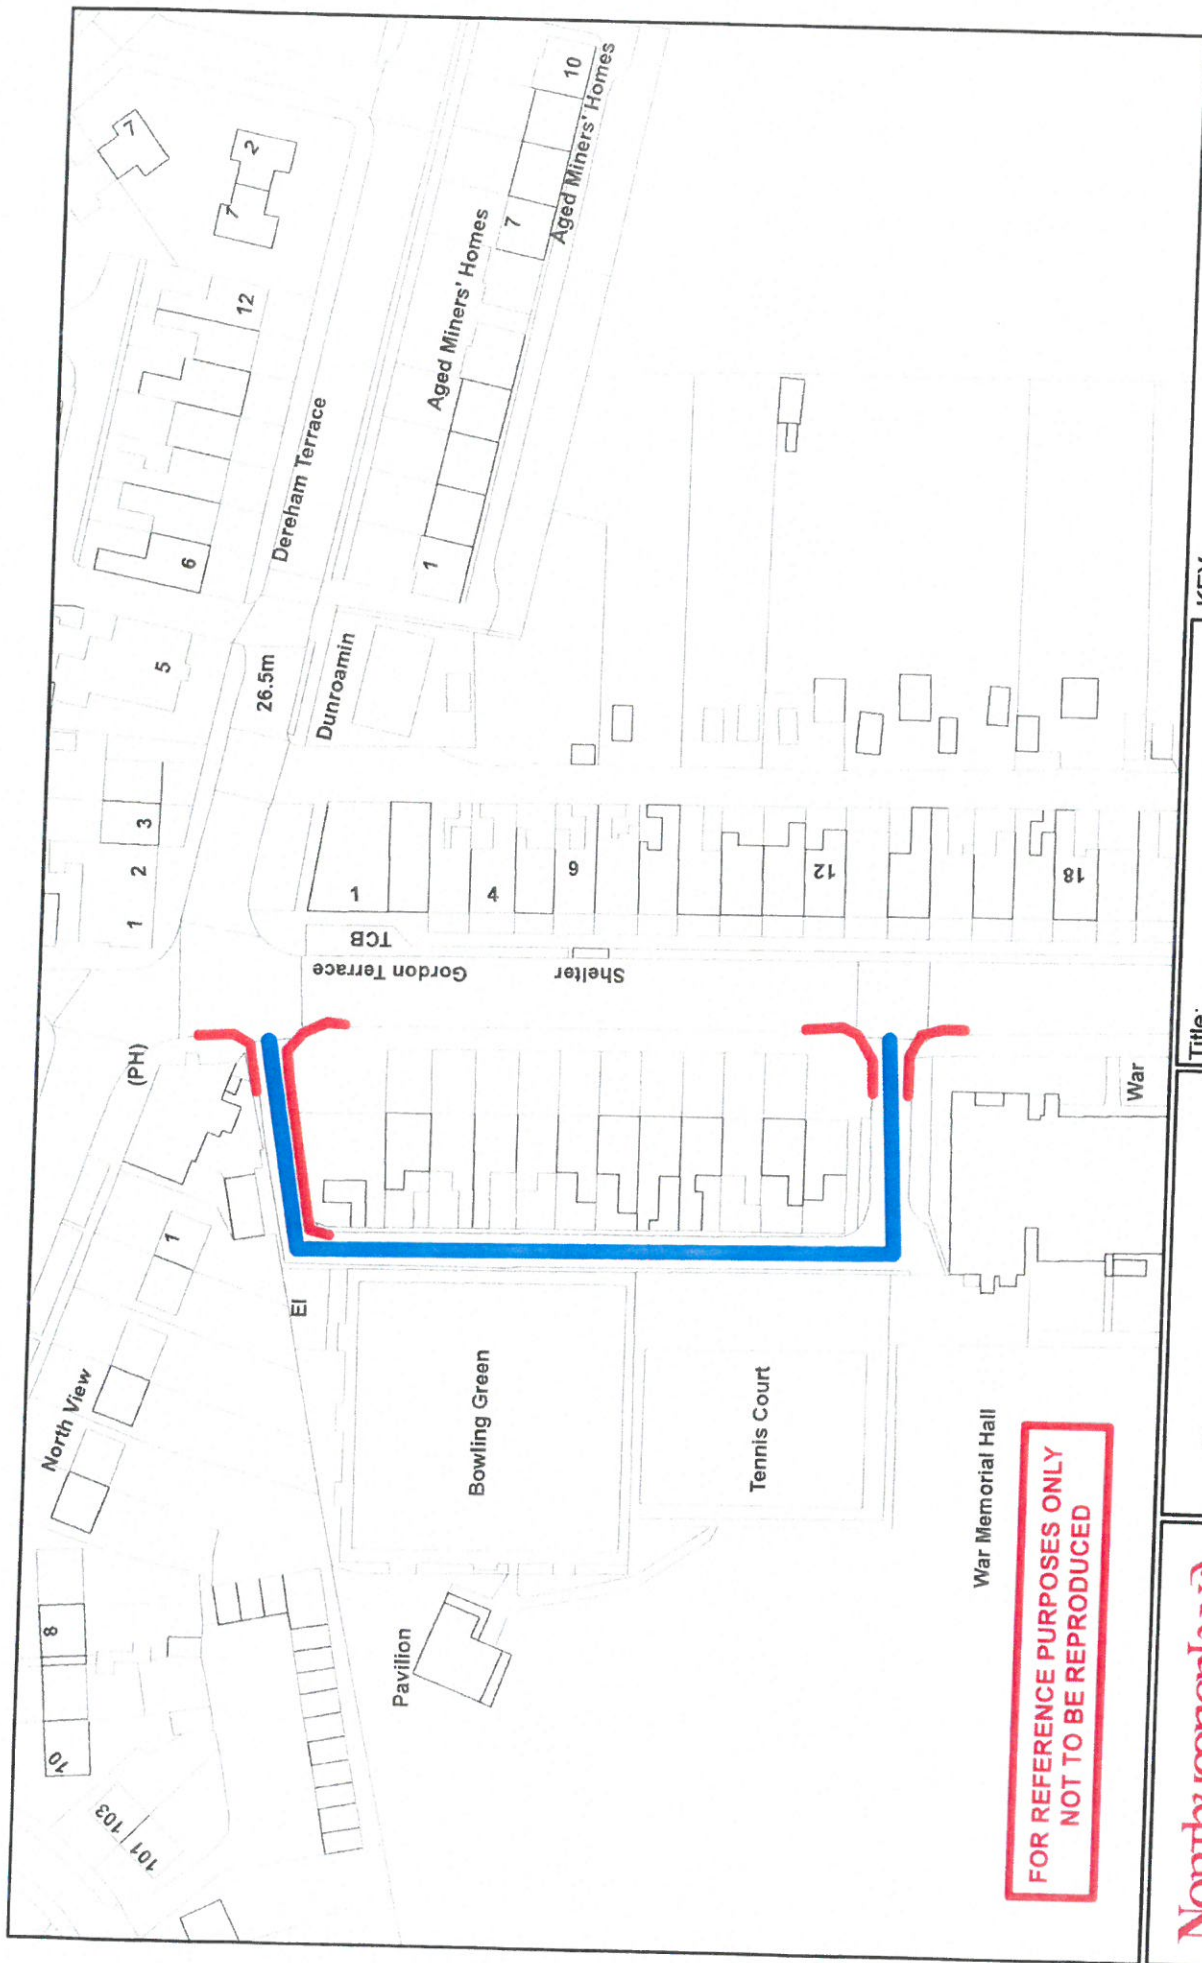 7
2
7
12
6
5
3
2
1
10
Aged Miners' Homes
7
Aged Miners' Homes
1
Dereham Terrace
26.5m
Dunroamin
1
4
12
18
TCB
Gordon Terrace
Shelter
(PH)
1
North View
8
70
103
101
El
Bowling Green
Tennis Court
Pavilion
War
War Memorial Hall
FOR REFERENCE PURPOSES ONLY
NOT TO BE REPRODUCED
Title: